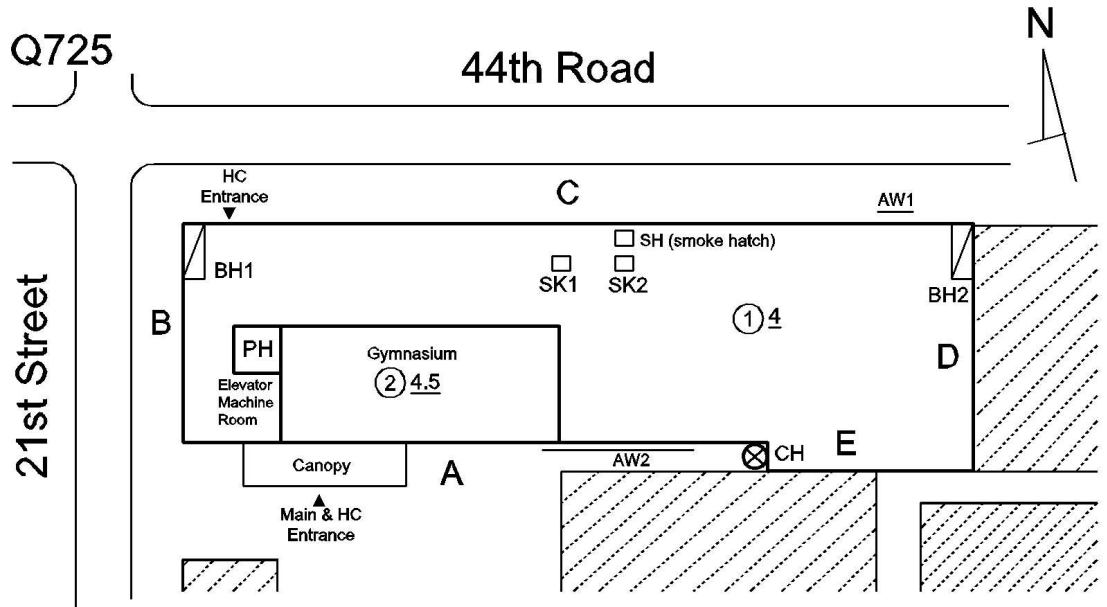 Q725
44th Road
N
21st Street
HC
Entrance
C
AW1
BH1
SH (smoke hatch)
SK1
SK2
BH2
B
1 4
D
PH
Gymnasium
2 4.5
Elevator
Machine
Room
Canopy
A
AW2
CH
E
Main & HC
Entrance